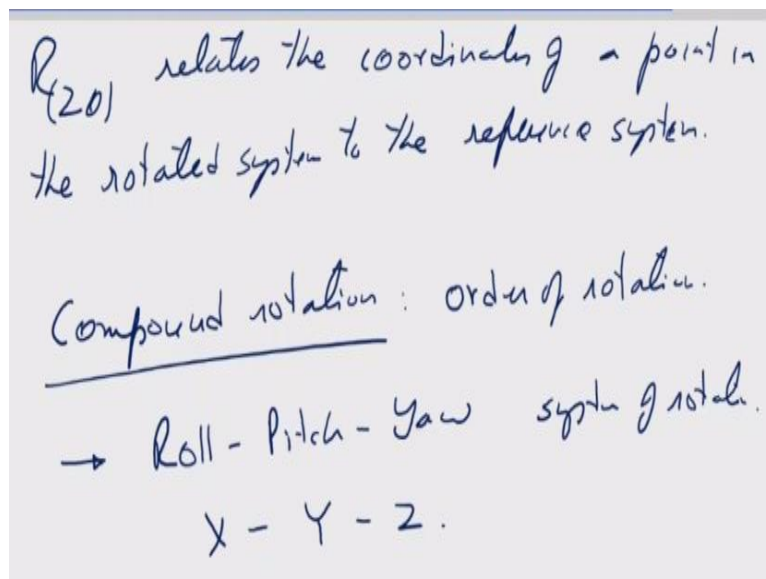 R(20) relates the coordinates of a point in
the rotated system to the reference system.
Compound rotation : order of rotation.
→ Roll - Pitch - Yaw system of rotatn.
X - Y - Z.